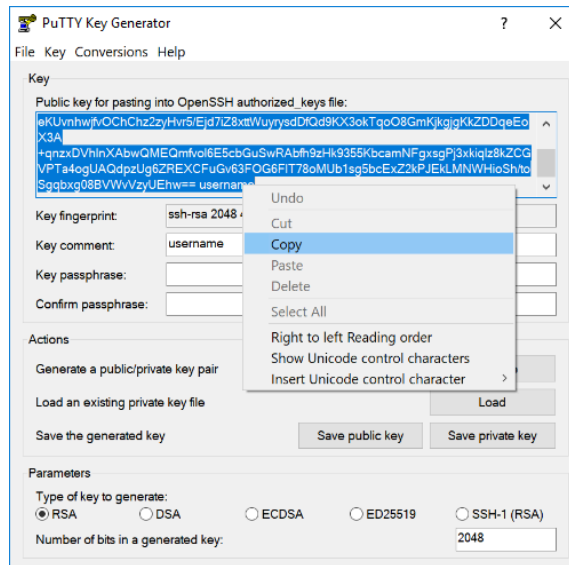 PuTTY Key Generator
File Key Conversions Help
Key
Public key for pasting into OpenSSH authorized_keys file:
eKUvnhwjfvOChChz2zyHvr5/Ejd7iZ8xttWuyrysdDfQd9KX3okTqoO8GmKjkgjgKkZDDqeEo
X3A
+qnzxDVhlnXAbwQMEQmfvol6E5cbGuSwRAbfh9zHk9355KbcamNFgxsgPj3xkiqlz8kZCG
VPTa4ogUAQdpzUg6ZREXCFuGv63FOG6FIT78oMUb1sg5bcExZ2kPJEkLMNWHioSh/to
Sgqbxg08BVWvVzyUEhw== username
Key fingerprint: ssh-rsa 2048
Key comment: username
Key passphrase:
Confirm passphrase:
Undo
Cut
Copy
Paste
Delete
Select All
Right to left Reading order
Show Unicode control characters
Insert Unicode control character
Actions
Generate a public/private key pair
Load an existing private key file
Load
Save the generated key
Save public key
Save private key
Parameters
Type of key to generate:
RSA DSA ECDSA ED25519 SSH-1 (RSA)
Number of bits in a generated key: 2048